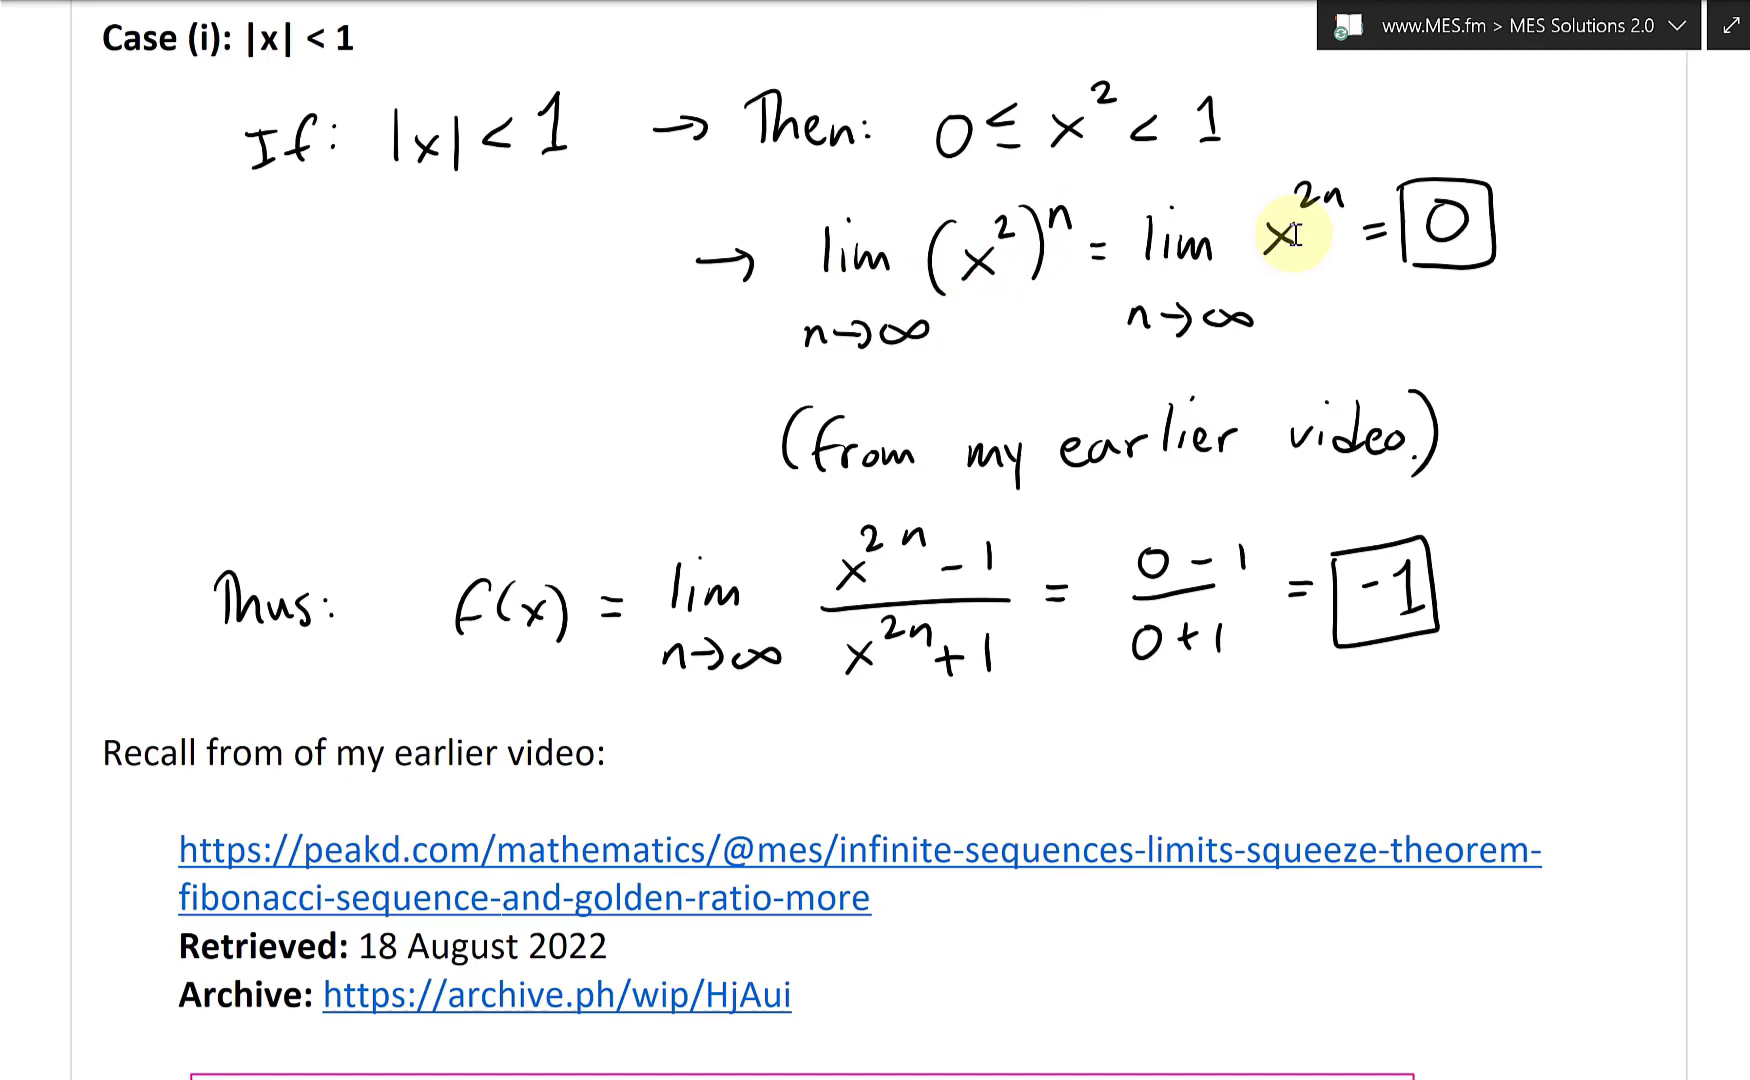 www.MES.fm > MES Solutions 2.0
Case (i): |x| < 1
If: |x| < 1 → Then: 0 ≤ x² < 1
→ lim n→∞ (x²)ⁿ = lim n→∞ x²ⁿ = 0
(from my earlier video.)
Thus: f(x) = lim n→∞ (x²ⁿ - 1)/(x²ⁿ + 1) = (0 - 1)/(0 + 1) = -1
Recall from of my earlier video:
https://peakd.com/mathematics/@mes/infinite-sequences-limits-squeeze-theorem-
fibonacci-sequence-and-golden-ratio-more
Retrieved: 18 August 2022
Archive: https://archive.ph/wip/HjAui